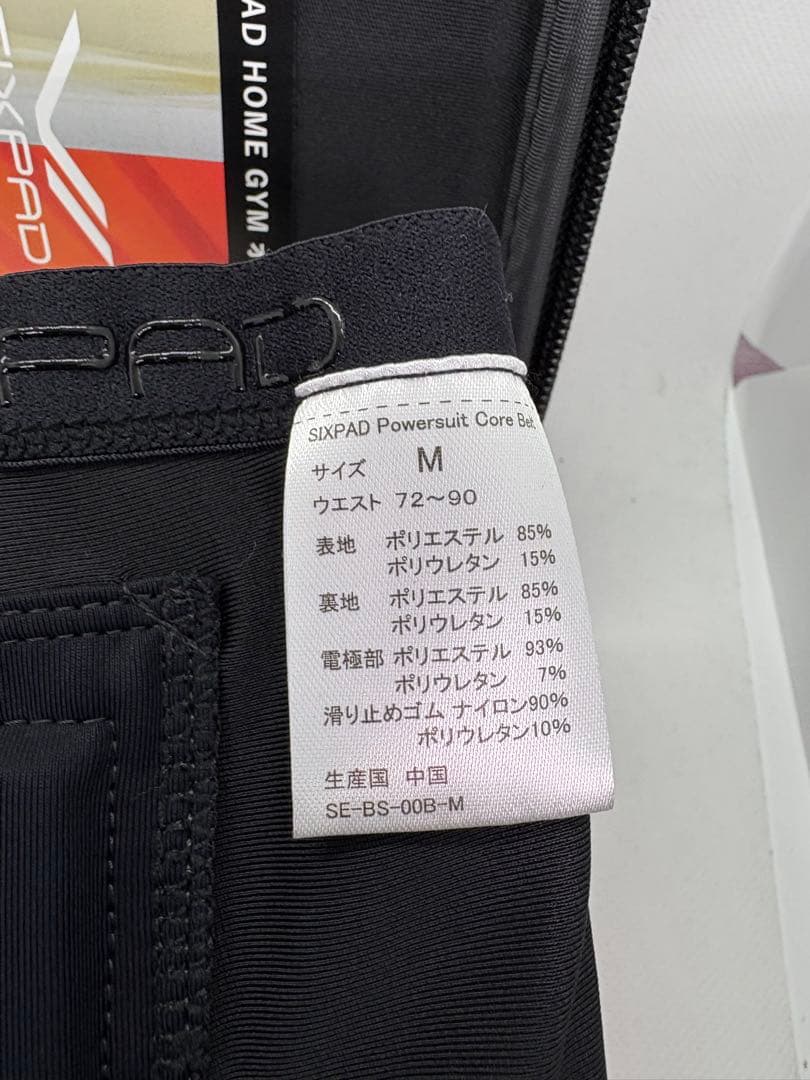 SIXPAD
AD HOME GYM
PAD
SIXPAD Powersuit Core Belt
サイズ M
ウエスト 72～90
表地 ポリエステル 85%
ポリウレタン 15%
裏地 ポリエステル 85%
ポリウレタン 15%
電極部 ポリエステル 93%
ポリウレタン 7%
滑り止めゴム ナイロン90%
ポリウレタン10%
生産国 中国
SE-BS-00B-M